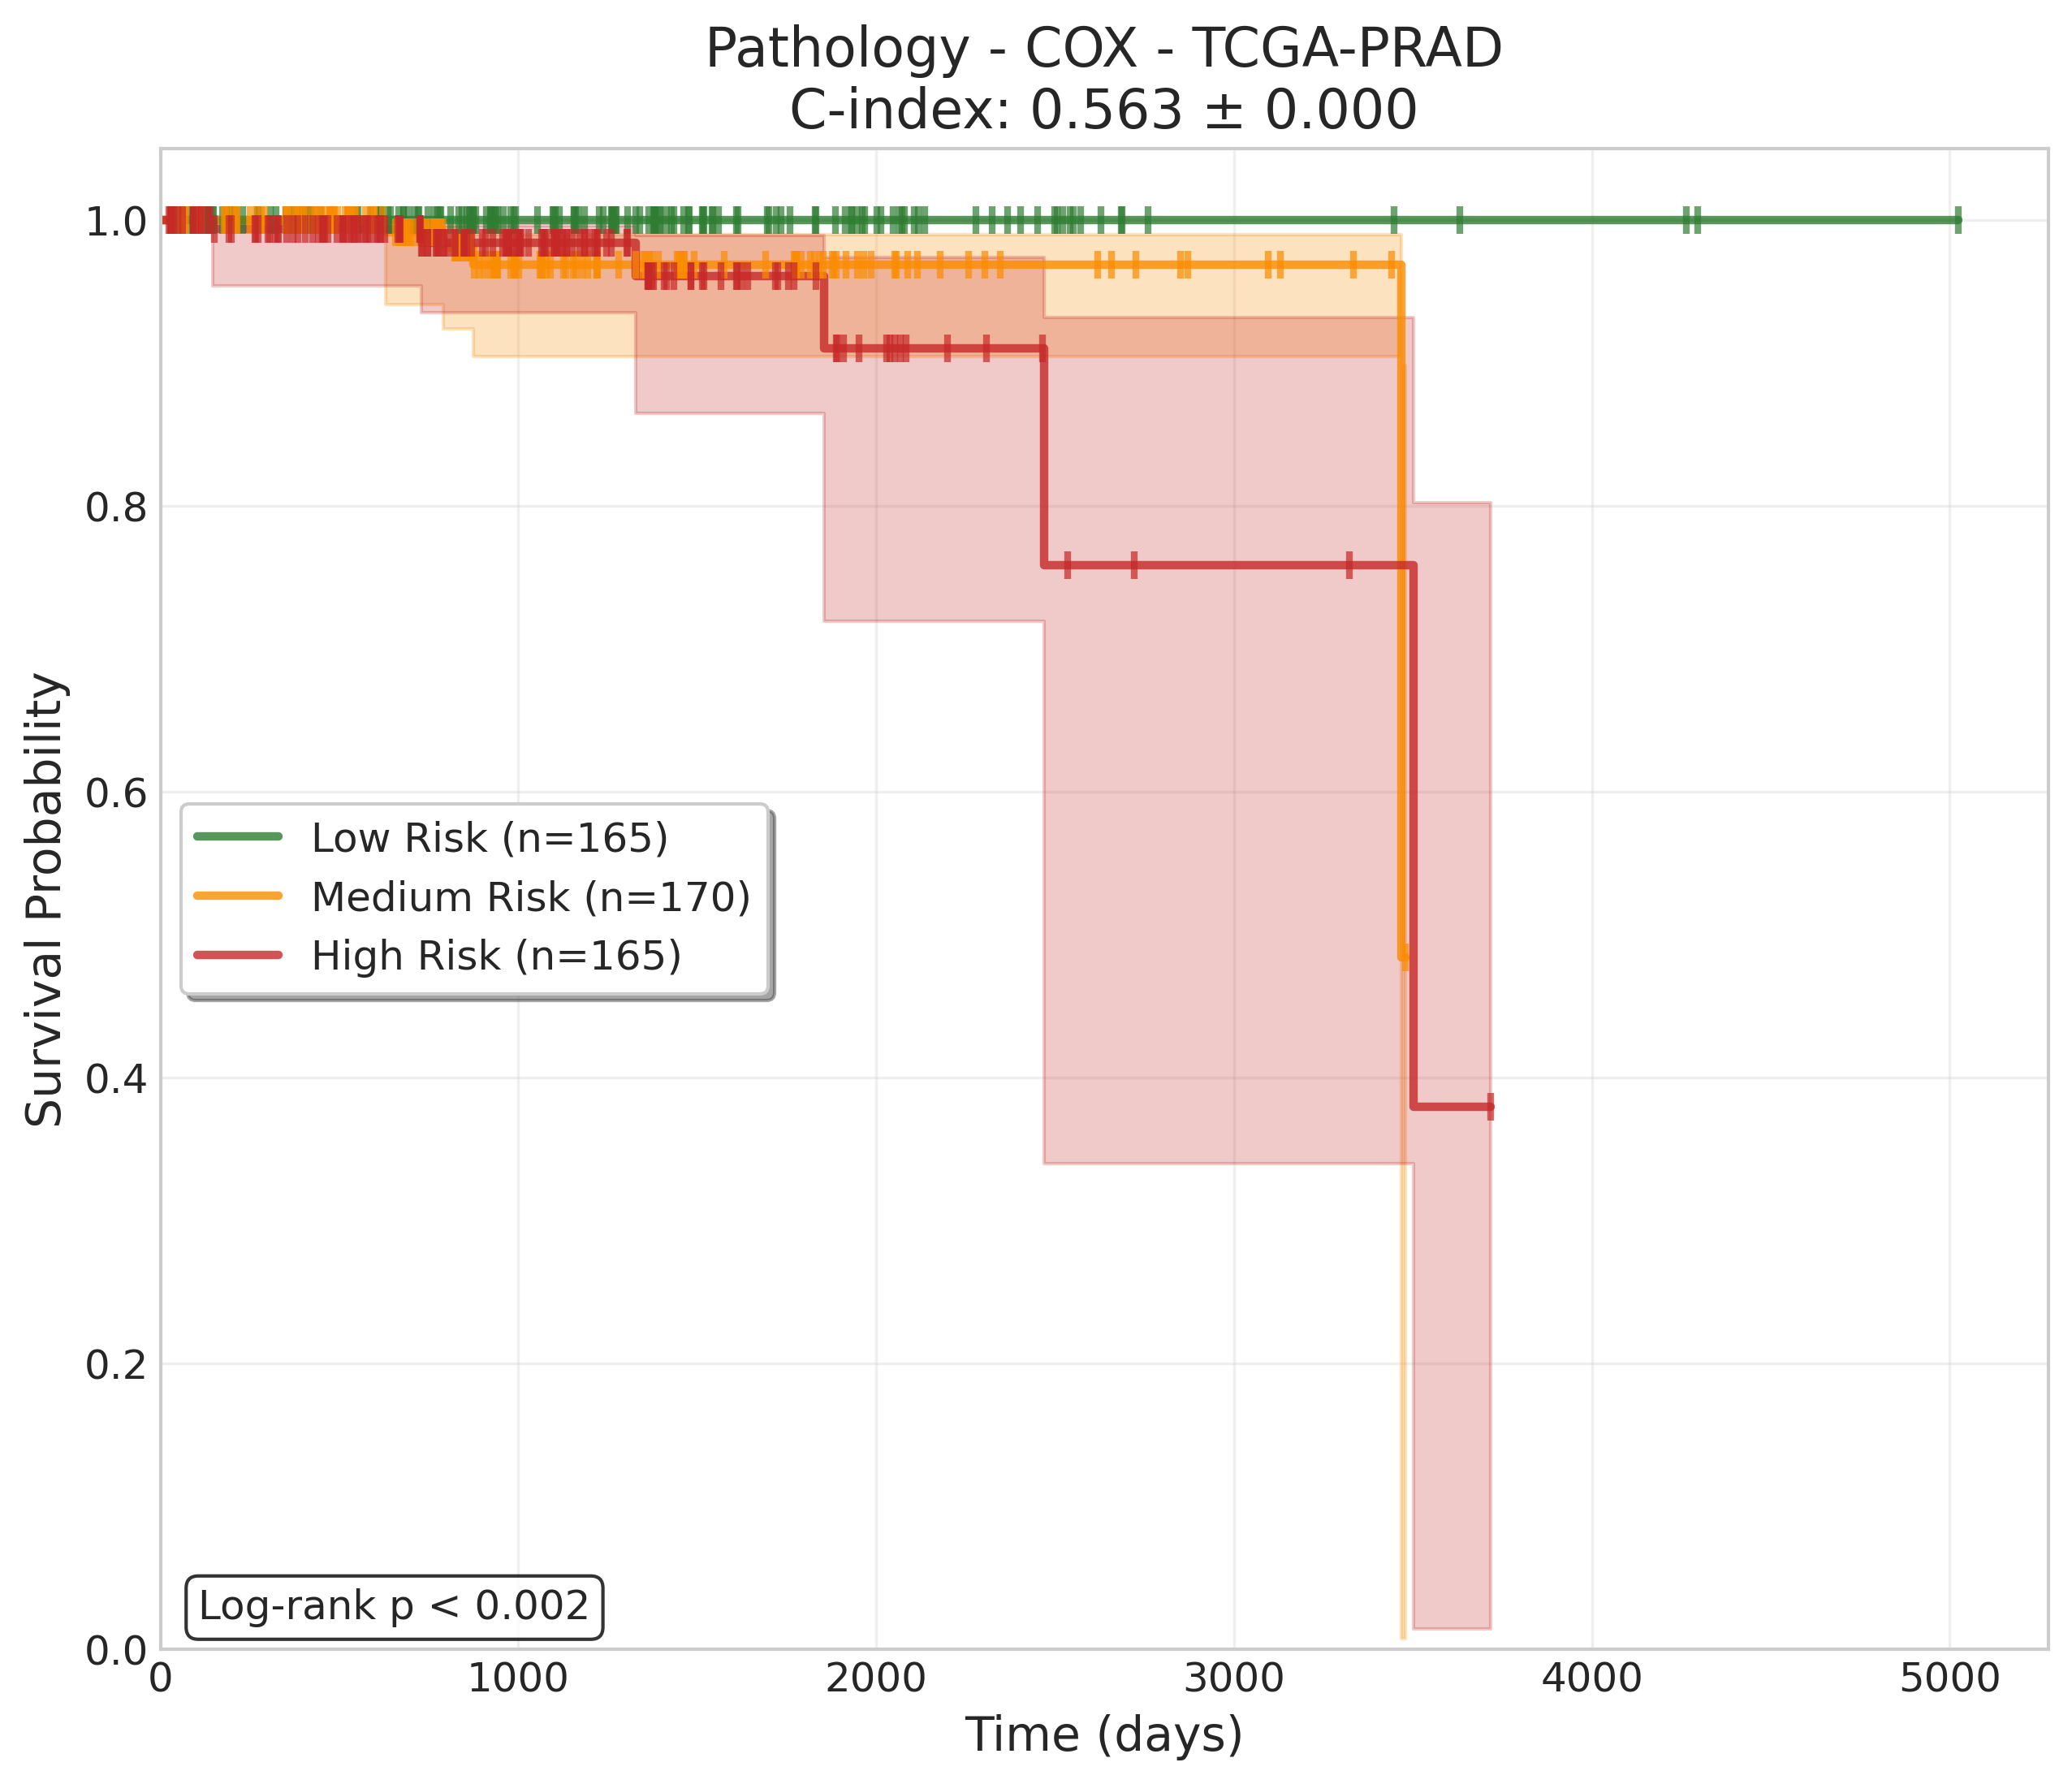 Pathology - COX - TCGA-PRAD
C-index: 0.563 ± 0.000
Survival Probability
1.0
0.8
0.6
0.4
0.2
0.0
Low Risk (n=165)
Medium Risk (n=170)
High Risk (n=165)
Log-rank p < 0.002
0 1000 2000 3000 4000 5000
Time (days)